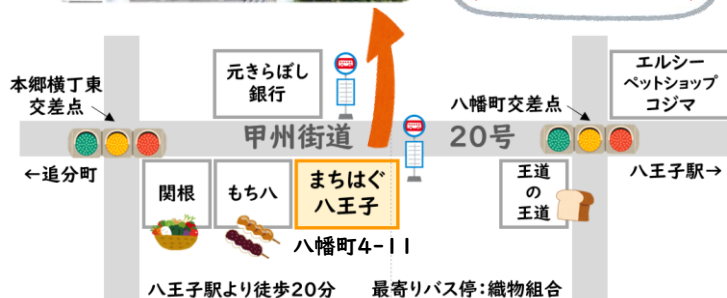 元きらぼし
銀行
エルシー
ペットショップ
コジマ
本郷横丁東
交差点
八幡町交差点
甲州街道
20号
←追分町
八王子駅→
関根
もち八
まちはぐ
八王子
王道
の
王道
八幡町4-11
八王子駅より徒歩20分
最寄りバス停:織物組合